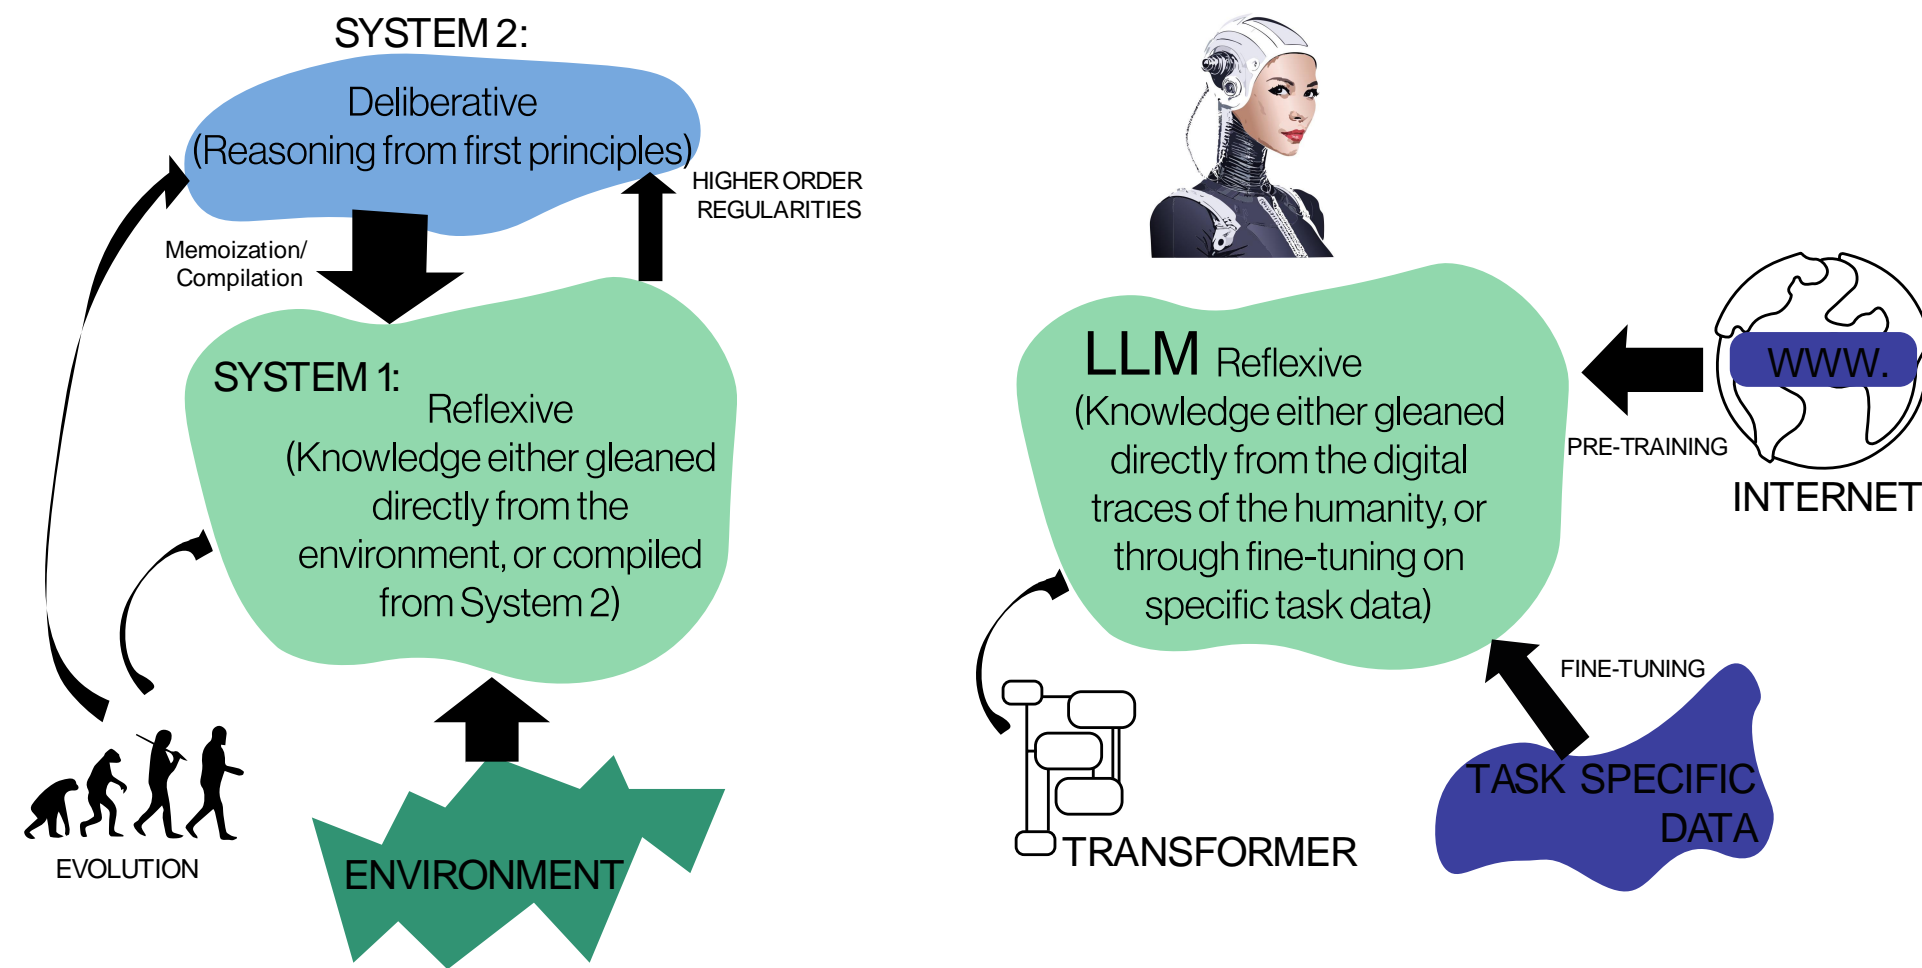 SYSTEM 2:
Deliberative
(Reasoning from first principles)
HIGHER ORDER
REGULARITIES
Memoization/
Compilation
SYSTEM 1:
Reflexive
(Knowledge either gleaned
directly from the
environment, or compiled
from System 2)
EVOLUTION
ENVIRONMENT
LLM Reflexive
(Knowledge either gleaned
directly from the digital
traces of the humanity, or
through fine-tuning on
specific task data)
WWW.
PRE-TRAINING
INTERNET
FINE-TUNING
TASK SPECIFIC
DATA
TRANSFORMER